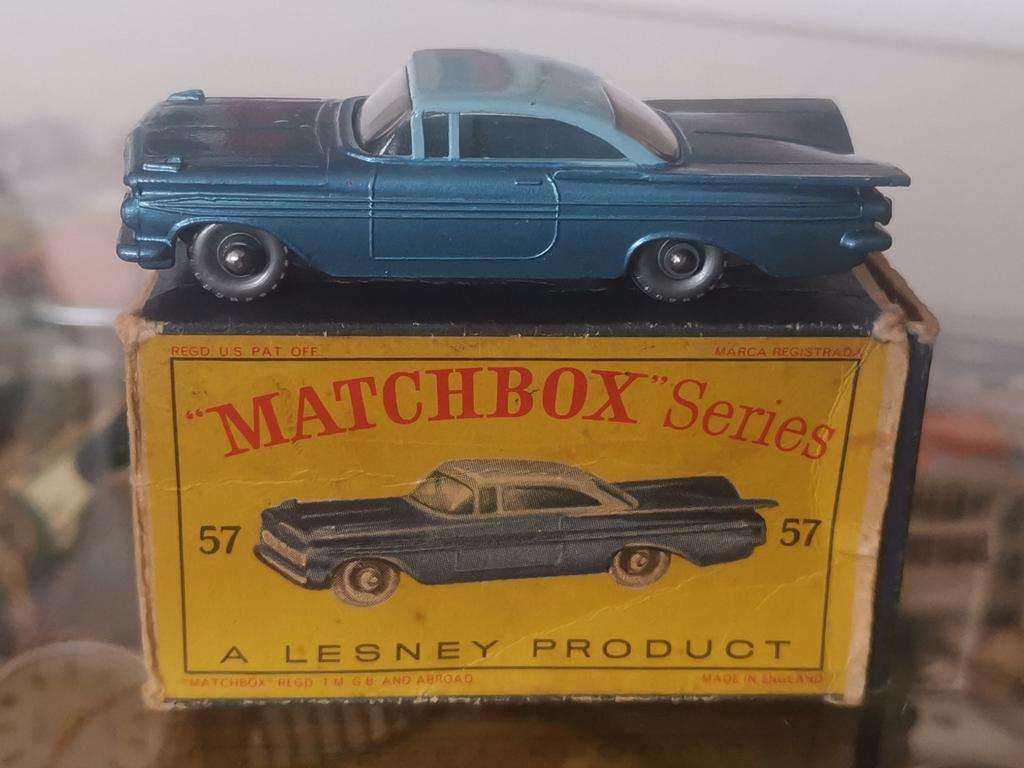 REGD. U.S. PAT. OFF.
MARCA REGISTRADA
"MATCHBOX" Series
57
57
A LESNEY PRODUCT
"MATCHBOX" REGD. T.M. G.B. AND ABROAD
MADE IN ENGLAND